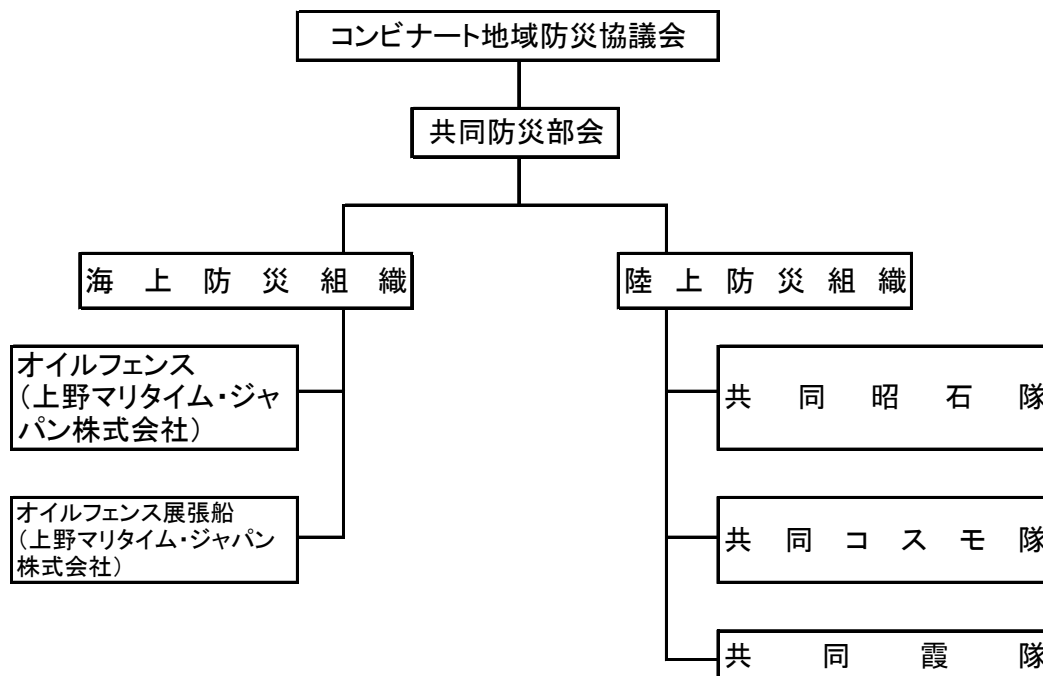 コンビナート地域防災協議会
共同防災部会
海上防災組織
陸上防災組織
オイルフェンス
（上野マリタイム・ジャ
パン株式会社）
共同昭石隊
オイルフェンス展張船
（上野マリタイム・ジャパン
株式会社）
共同コスモ隊
共同霞隊